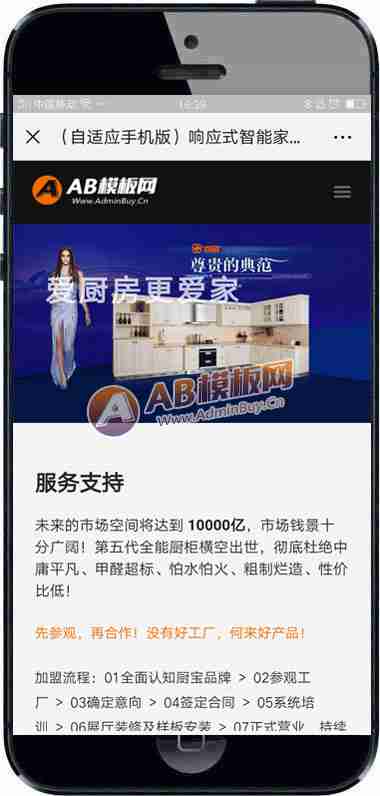 中国移动
16:39
（自适应手机版）响应式智能家...
AB模板网
Www.AdminBuy.Cn
尊贵的典范
爱厨房更爱家
AB模板网
Www.AdminBuy.Cn
服务支持
未来的市场空间将达到 10000亿，市场钱景十
分广阔！第五代全能厨柜横空出世，彻底杜绝中
庸平凡、甲醛超标、怕水怕火、粗制烂造、性价
比低！
先参观，再合作！没有好工厂，何来好产品！
加盟流程：01全面认知厨宝品牌 > 02参观工
厂 > 03确定意向 > 04签定合同 > 05系统培
训 > 06展厅装修及样板安装 > 07正式营业，持续